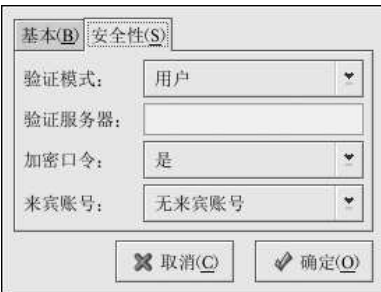 基本(B) 安全性(S)
验证模式： 用户
验证服务器：
加密口令： 是
来宾账号： 无来宾账号
取消(C) 确定(O)